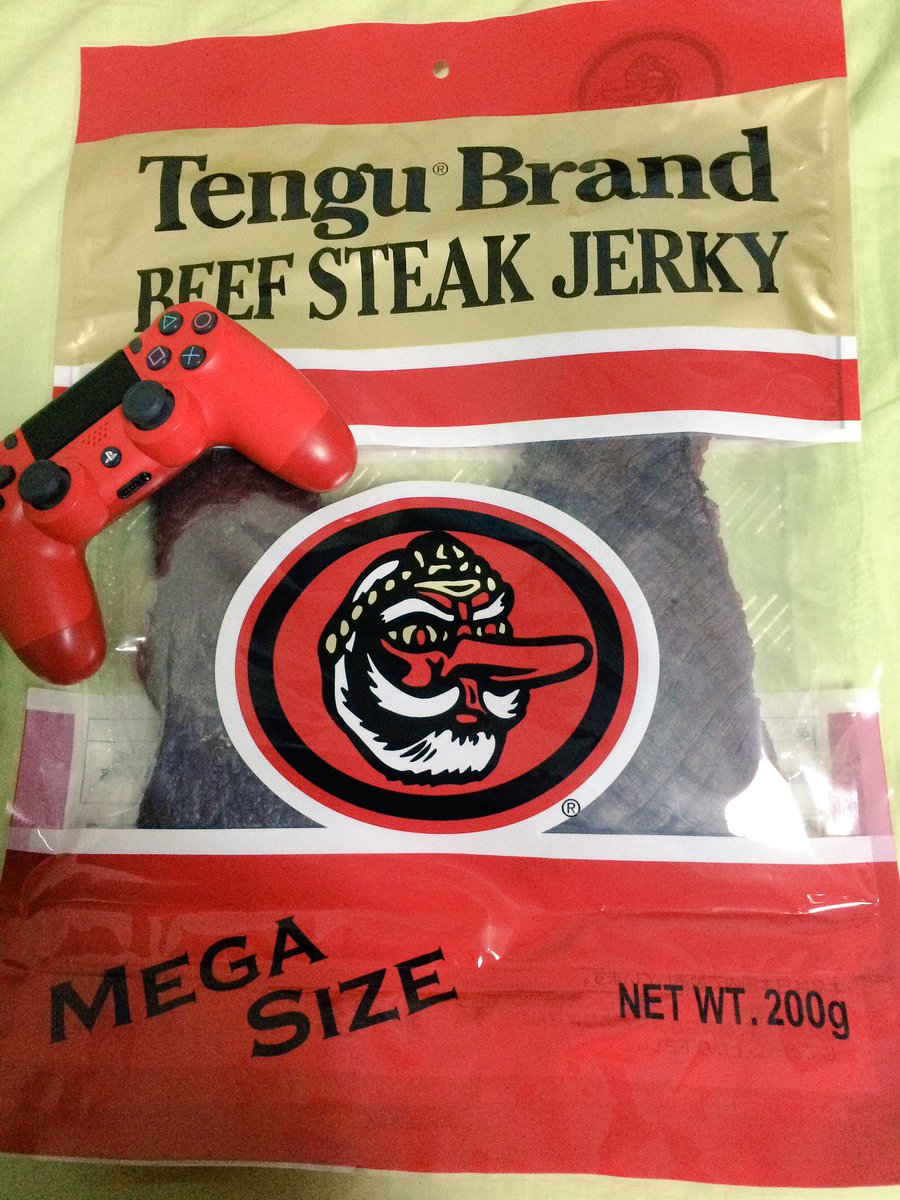 Tengu® Brand
BEEF STEAK JERKY
®
MEGA
SIZE
NET WT. 200g